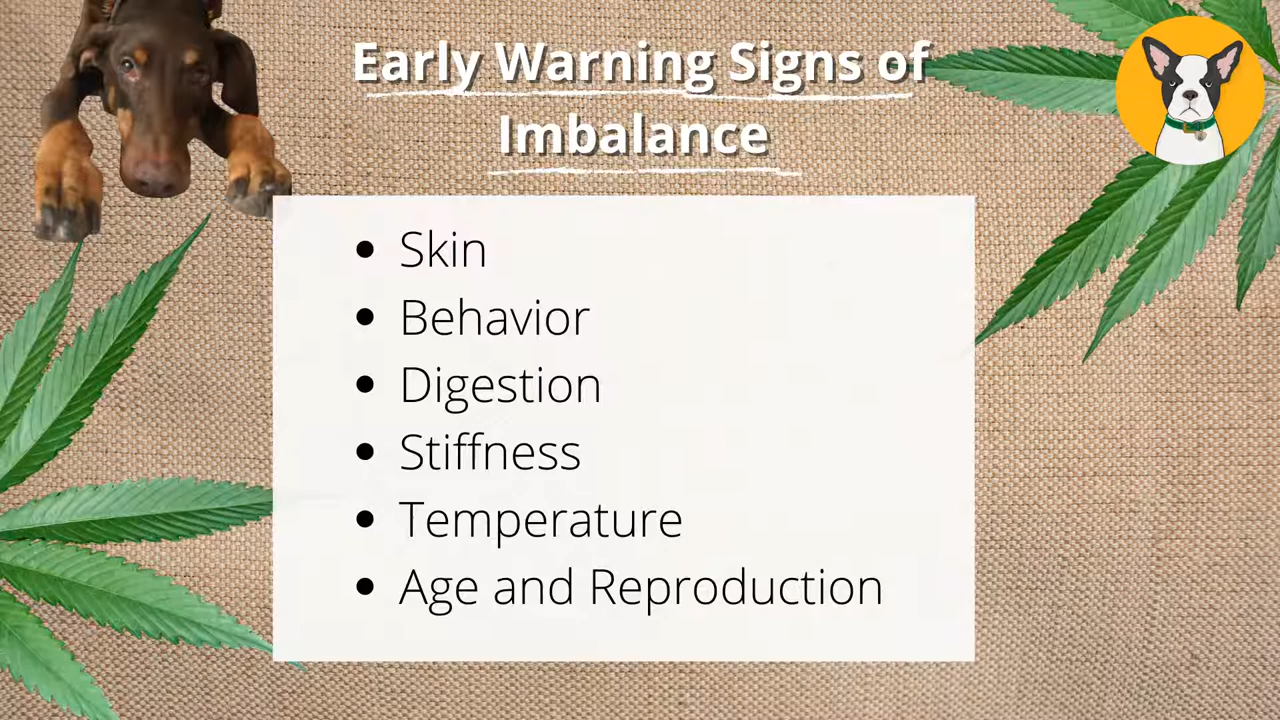 Early Warning Signs of
Imbalance
• Skin
• Behavior
• Digestion
• Stiffness
• Temperature
• Age and Reproduction